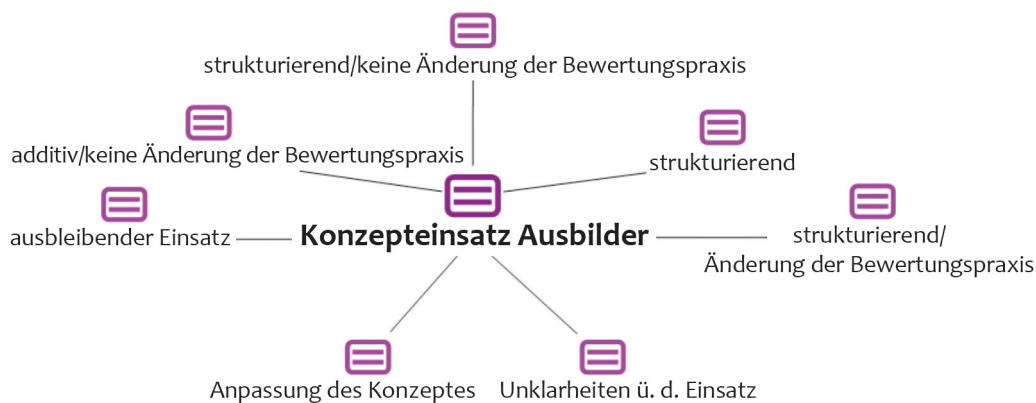 strukturierend/keine Änderung der Bewertungspraxis
additiv/keine Änderung der Bewertungspraxis
strukturierend
ausbleibender Einsatz
Konzepteinsatz Ausbilder
strukturierend/
Änderung der Bewertungspraxis
Anpassung des Konzeptes
Unklarheiten ü. d. Einsatz